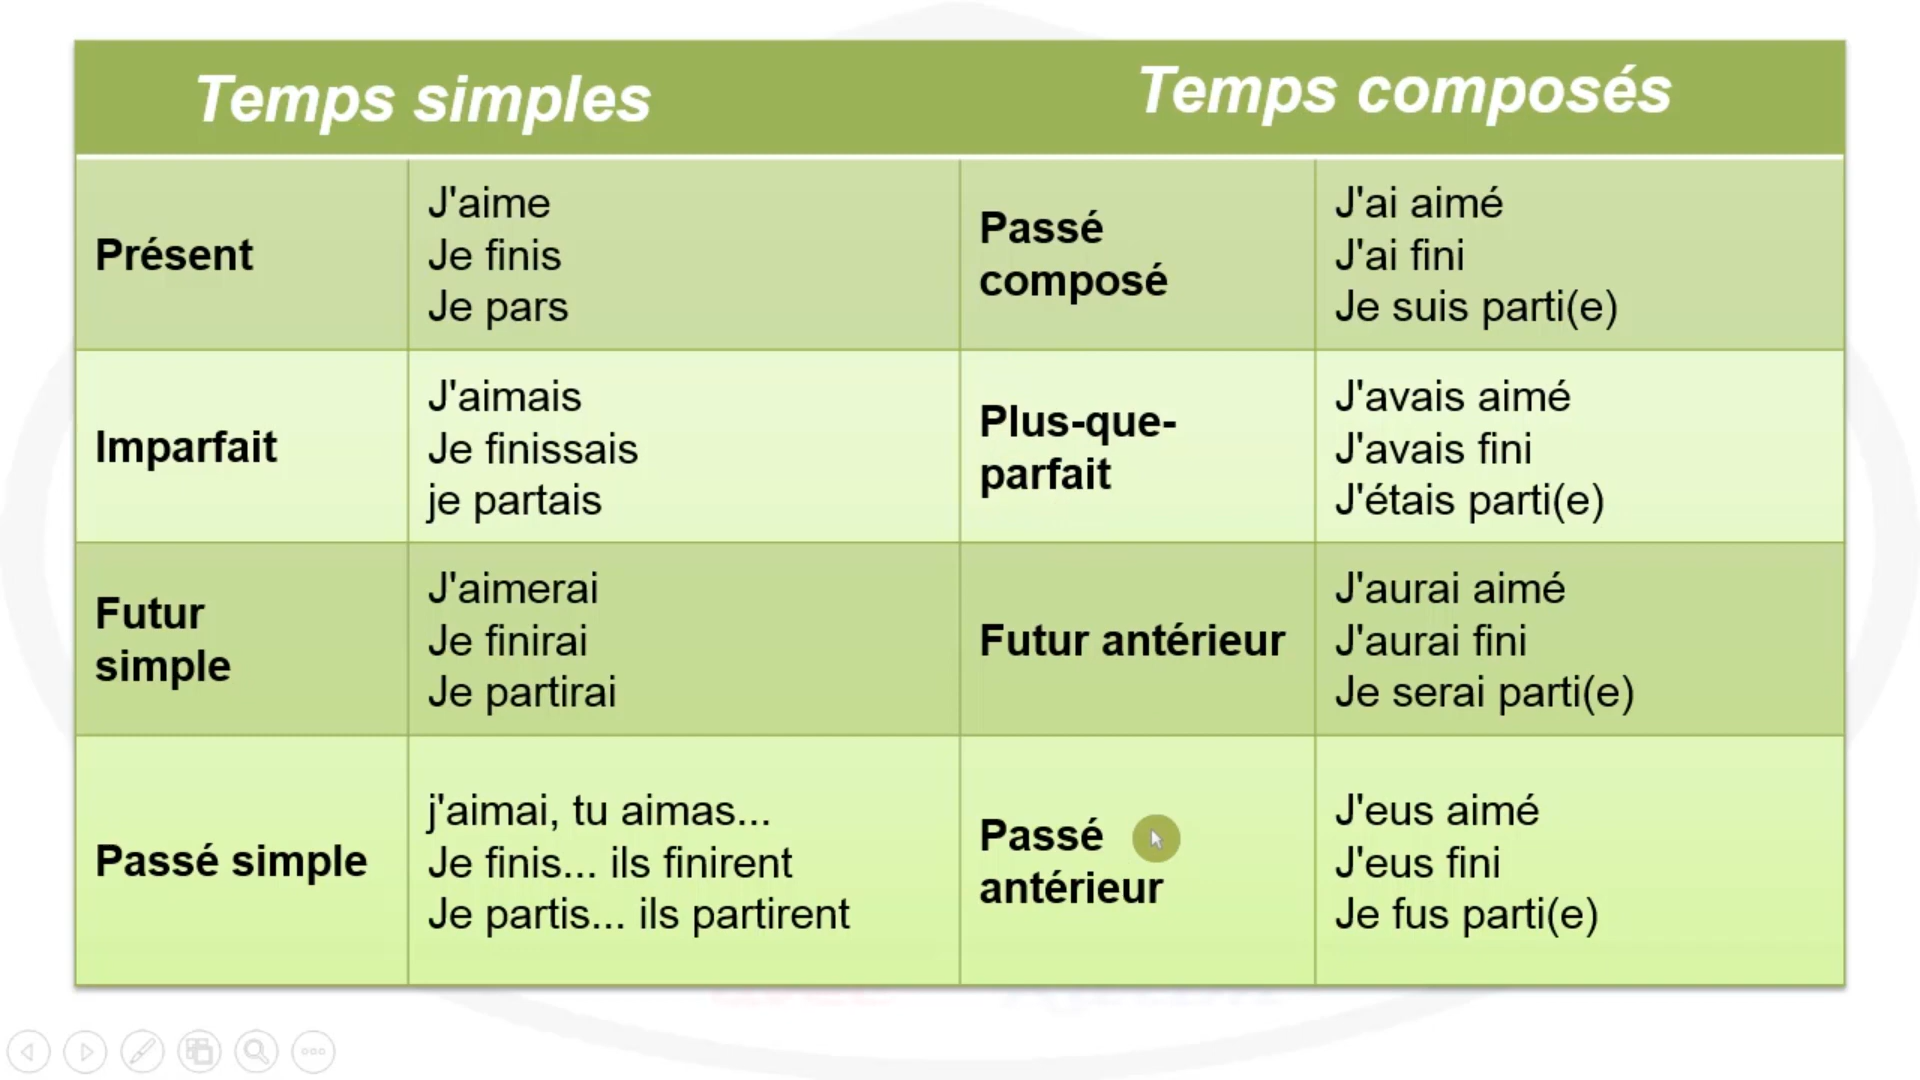 Temps simples
Temps composés
Présent
J'aime
Je finis
Je pars
Passé
composé
J'ai aimé
J'ai fini
Je suis parti(e)
Imparfait
J'aimais
Je finissais
je partais
Plus-que-
parfait
J'avais aimé
J'avais fini
J'étais parti(e)
Futur
simple
J'aimerai
Je finirai
Je partirai
Futur antérieur
J'aurai aimé
J'aurai fini
Je serai parti(e)
Passé simple
j'aimai, tu aimas...
Je finis... ils finirent
Je partis... ils partirent
Passé
antérieur
J'eus aimé
J'eus fini
Je fus parti(e)